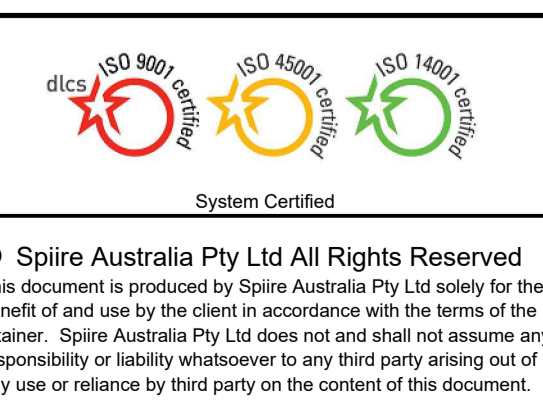 dlcs
ISO 9001 certified
ISO 45001 certified
ISO 14001 certified
System Certified
Spiire Australia Pty Ltd All Rights Reserved
his document is produced by Spiire Australia Pty Ltd solely for the
nefit of and use by the client in accordance with the terms of the
tainer. Spiire Australia Pty Ltd does not and shall not assume any
sponsibility or liability whatsoever to any third party arising out of
y use or reliance by third party on the content of this document.